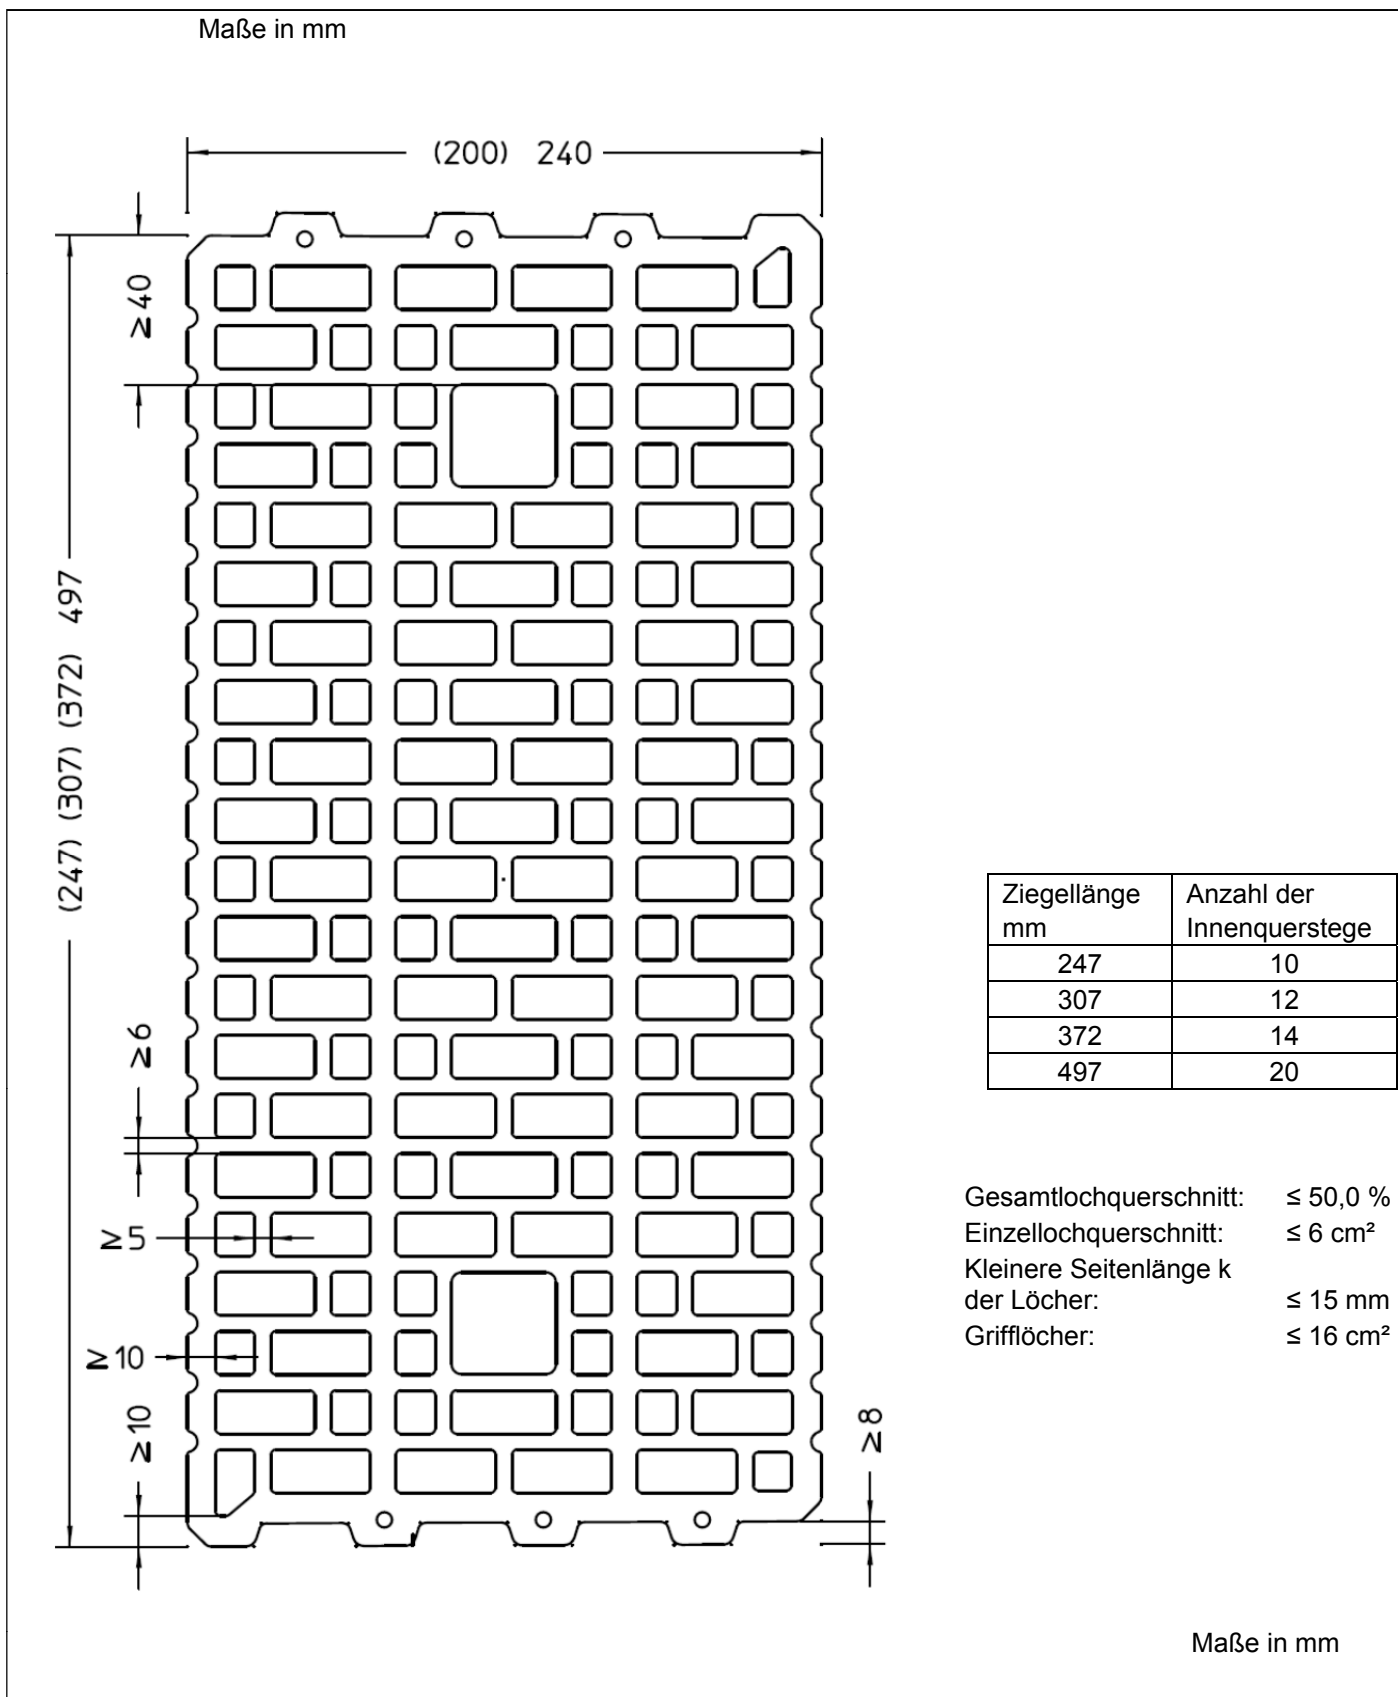 Maße in mm
(200) 240
≥40
(247) (307) (372) 497
≥6
≥5
≥10
≥10
≥8
Ziegellänge mm Anzahl der Innenquerstege
247 10
307 12
372 14
497 20
Gesamtlochquerschnitt: ≤ 50,0 %
Einzellochquerschnitt: ≤ 6 cm²
Kleinere Seitenlänge k
der Löcher: ≤ 15 mm
Grifflöcher: ≤ 16 cm²
Maße in mm